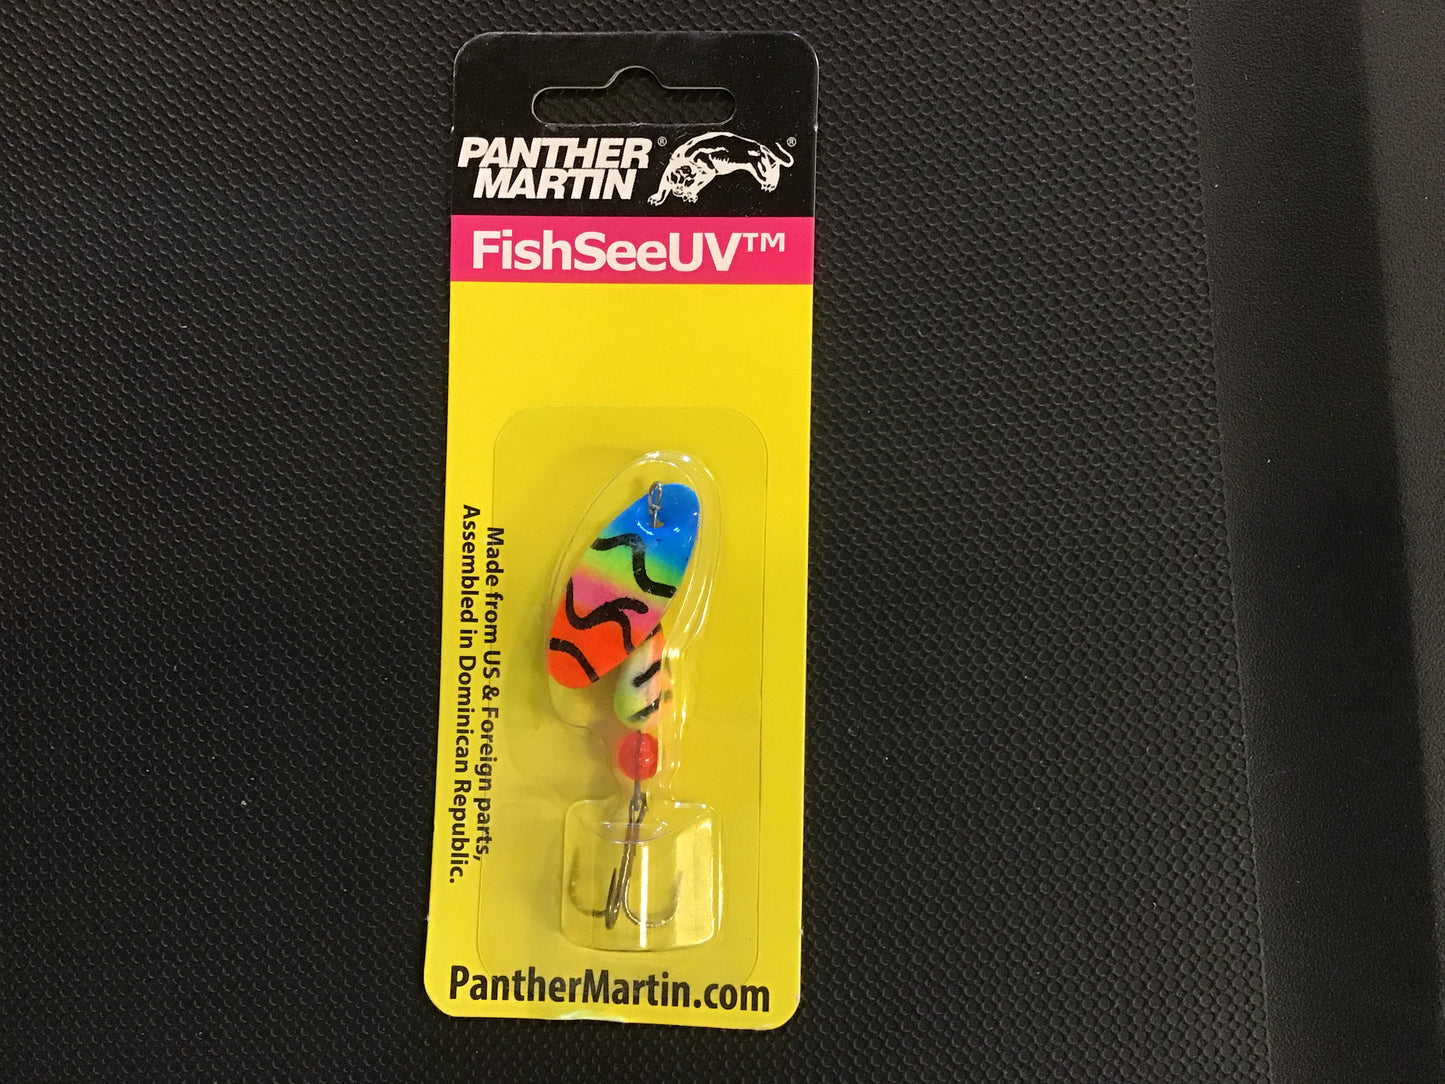 PANTHER ®
MARTIN ®
FishSeeUV™
Made from US & Foreign parts,
Assembled in Dominican Republic.
PantherMartin.com